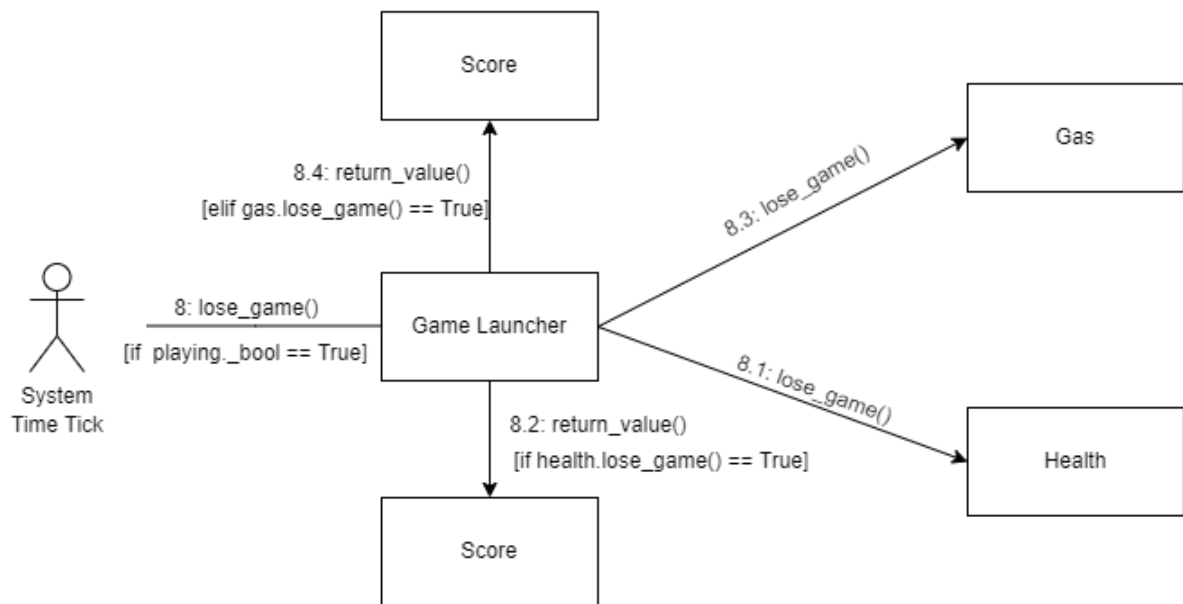 Score
Gas
8.4: return_value()
[elif gas.lose_game() == True]
8.3: lose_game()
8: lose_game()
[if playing._bool == True]
Game Launcher
System
Time Tick
8.1: lose_game()
8.2: return_value()
[if health.lose_game() == True]
Health
Score